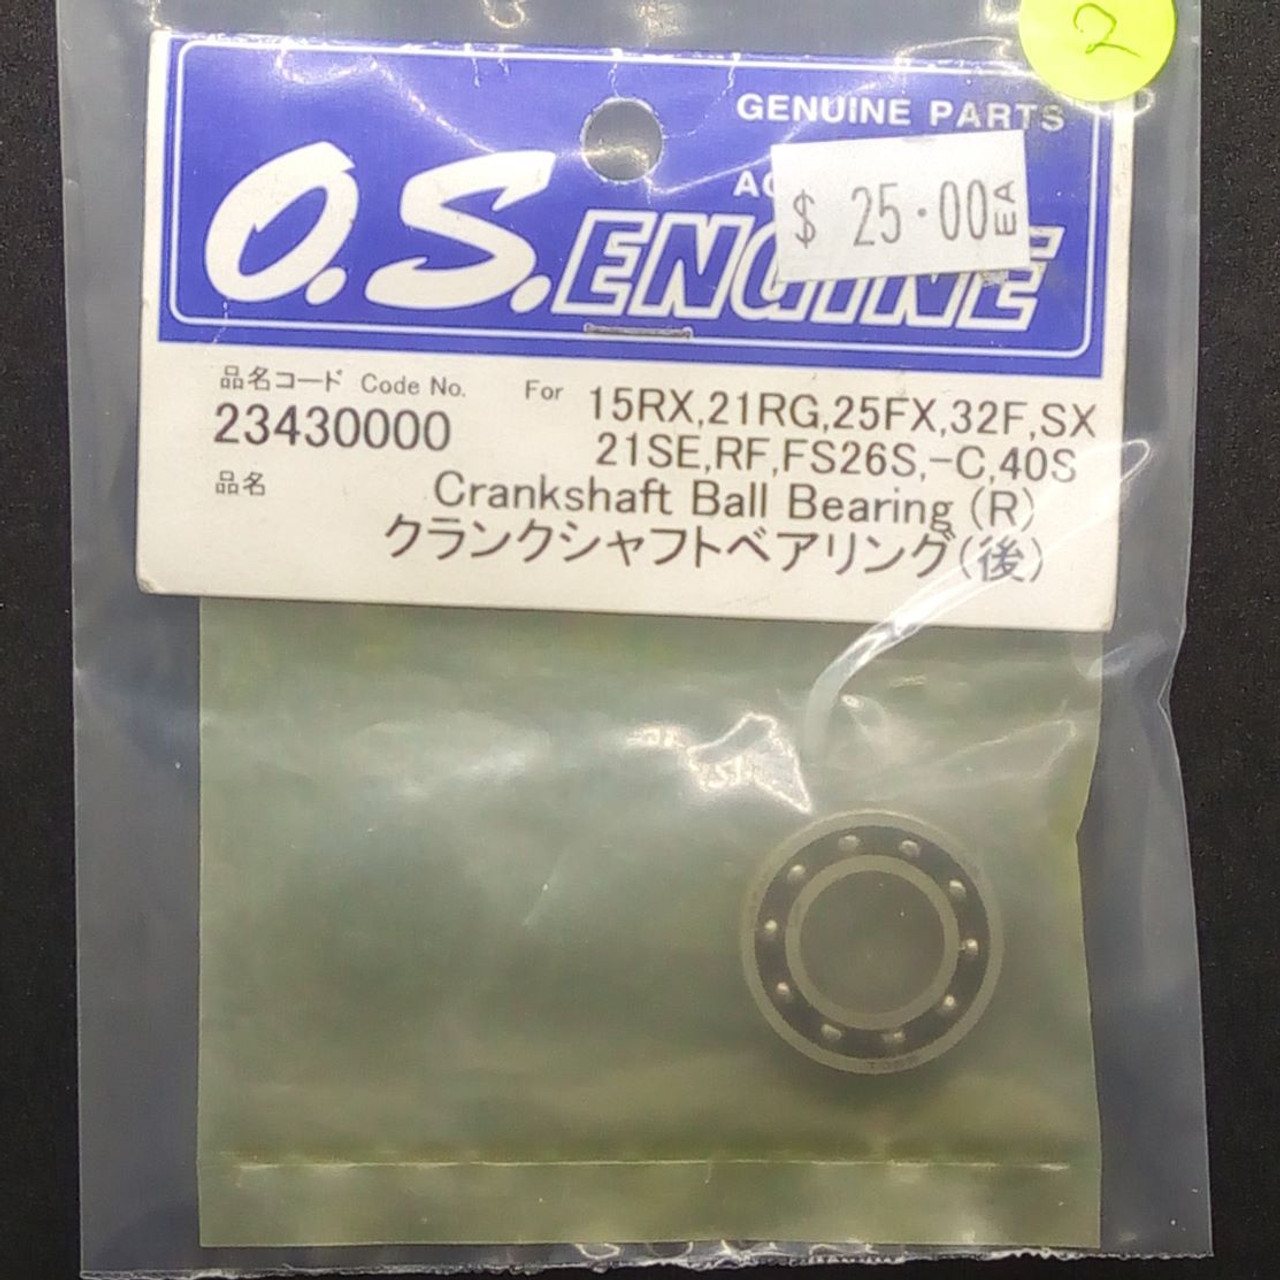 2
GENUINE PARTS
$ 25.00 EA
O.S. ENGINE
品名コード Code No.
23430000
For 15RX,21RG,25FX,32F,SX
21SE,RF,FS26S,-C,40S
品名
Crankshaft Ball Bearing (R)
クランクシャフトベアリング(後)